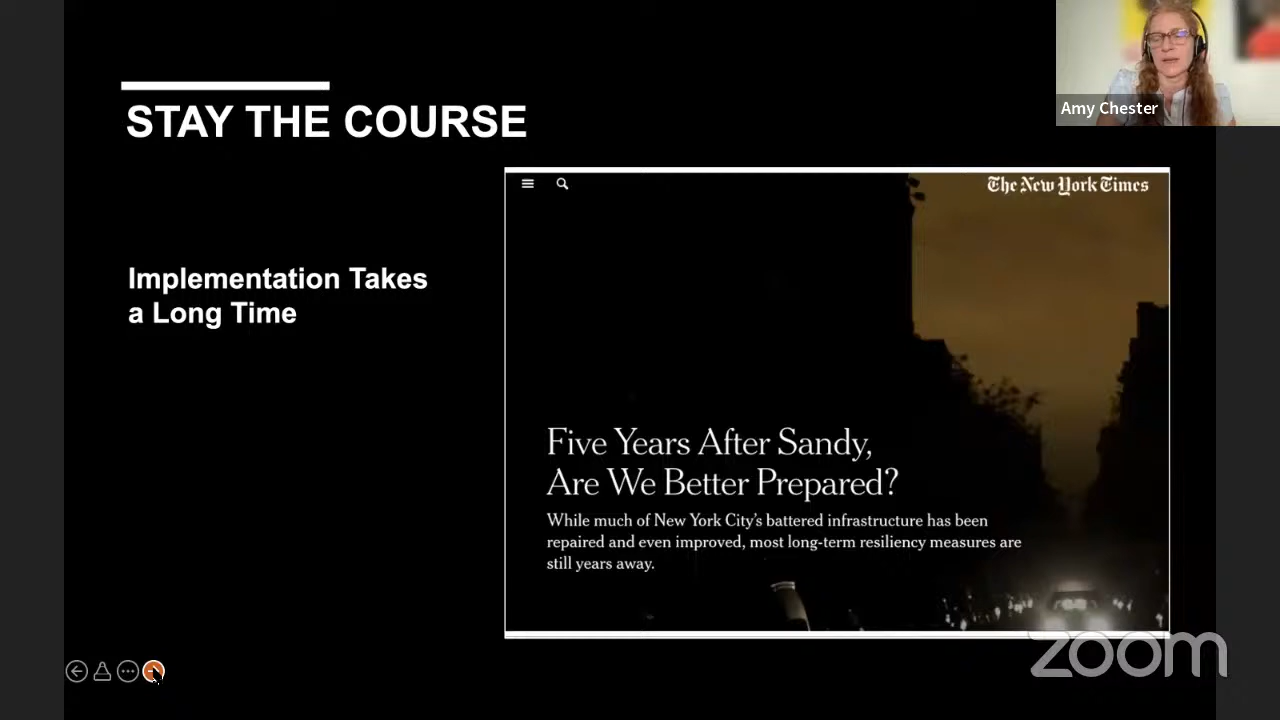 Amy Chester
STAY THE COURSE
The New York Times
Implementation Takes
a Long Time
Five Years After Sandy,
Are We Better Prepared?
While much of New York City's battered infrastructure has been
repaired and even improved, most long-term resiliency measures are
still years away.
zoom